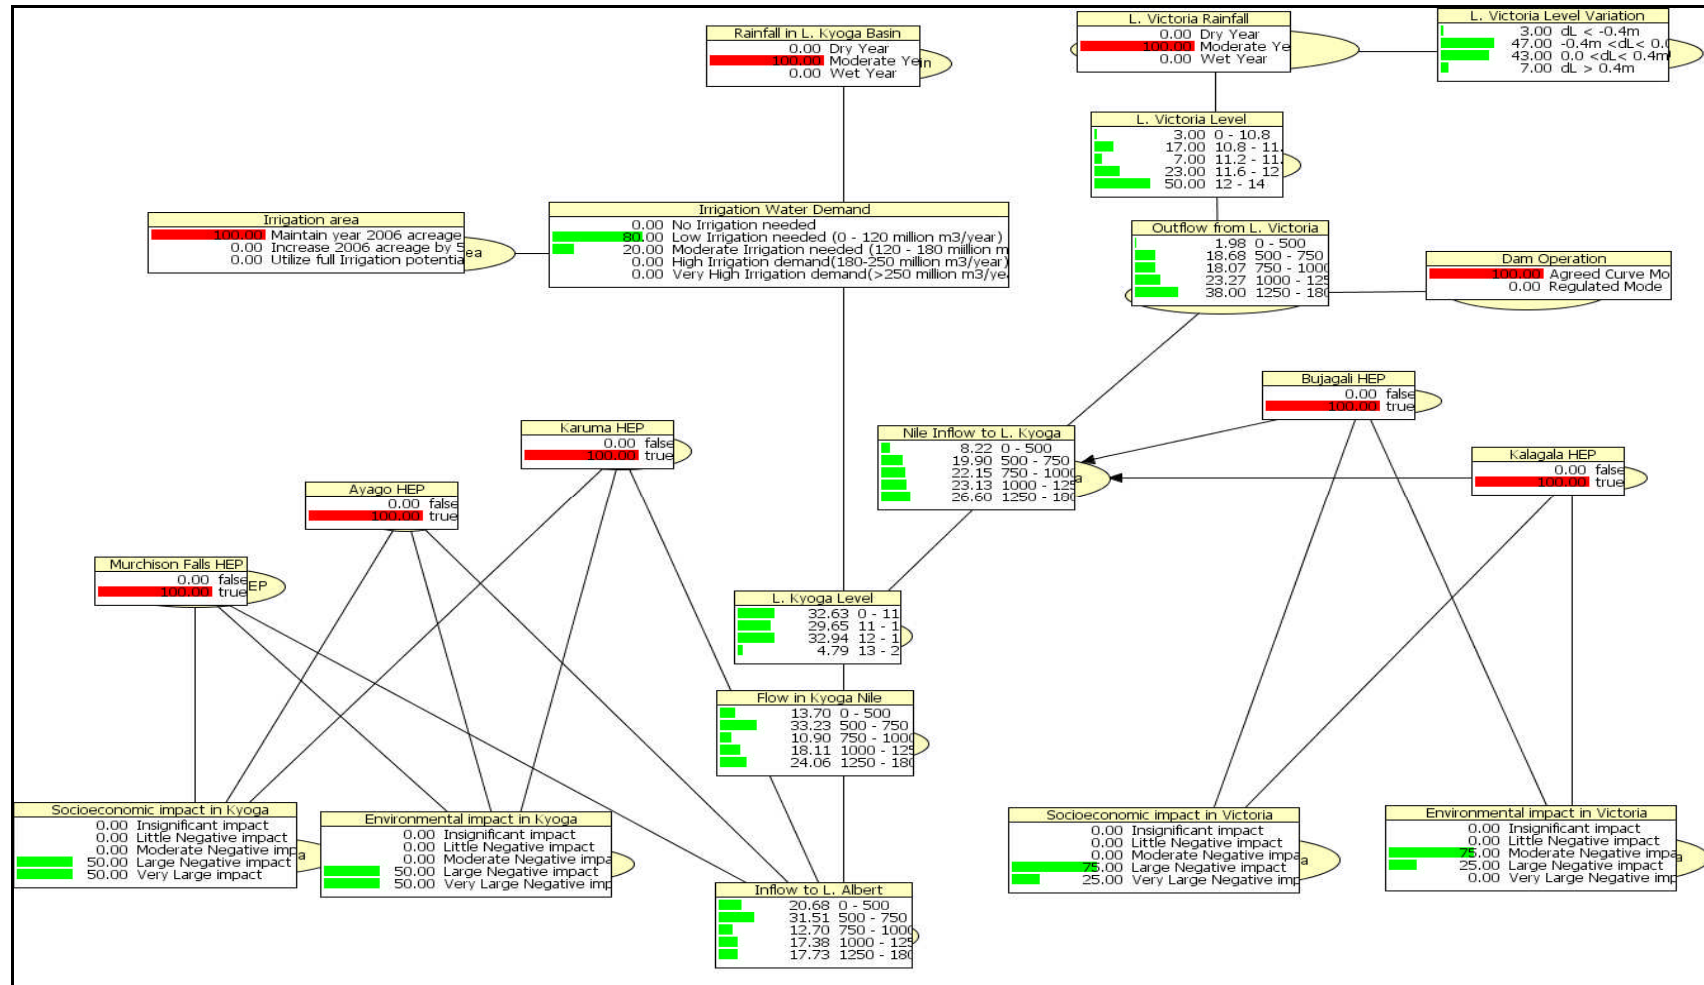 Rainfall in L. Kyoga Basin
0.00 Dry Year
100.00 Moderate Ye in
0.00 Wet Year
L. Victoria Rainfall
0.00 Dry Year
100.00 Moderate Ye
0.00 Wet Year
L. Victoria Level Variation
3.00 dL < -0.4m
47.00 -0.4m <dL< 0.0
43.00 0.0 <dL< 0.4m
7.00 dL > 0.4m
L. Victoria Level
3.00 0 - 10.8
17.00 10.8 - 11.
7.00 11.2 - 11.
23.00 11.6 - 12
50.00 12 - 14
Irrigation area
100.00 Maintain year 2006 acreage
0.00 Increase 2006 acreage by 5 ea
0.00 Utilize full Irrigation potentia
Irrigation Water Demand
0.00 No Irrigation needed
80.00 Low Irrigation needed (0 - 120 million m3/year)
20.00 Moderate Irrigation needed (120 - 180 miillion m
0.00 High Irrigation demand(180-250 million m3/year)
0.00 Very High Irrigation demand(>250 million m3/yea
Outflow from L. Victoria
1.98 0 - 500
18.68 500 - 750
18.07 750 - 1000
23.27 1000 - 125
38.00 1250 - 180
Dam Operation
100.00 Agreed Curve Mo
0.00 Regulated Mode
Bujagali HEP
0.00 false
100.00 true
Karuma HEP
0.00 false
100.00 true
Nile Inflow to L. Kyoga
8.22 0 - 500
19.90 500 - 750
22.15 750 - 1000
23.13 1000 - 125 a
26.60 1250 - 180
Kalagala HEP
0.00 false
100.00 true
Ayago HEP
0.00 false
100.00 true
Murchison Falls HEP
0.00 false
100.00 true EP
L. Kyoga Level
32.63 0 - 11
29.65 11 - 1
32.94 12 - 1
4.79 13 - 2
Flow in Kyoga Nile
13.70 0 - 500
33.23 500 - 750
10.90 750 - 1000
18.11 1000 - 125
24.06 1250 - 180
Socioeconomic impact in Kyoga
0.00 Insignificant impact
0.00 Little Negative impact
0.00 Moderate Negative imp a
50.00 Large Negative impact
50.00 Very Large impact
Environmental impact in Kyoga
0.00 Insignificant impact
0.00 Little Negative impact
0.00 Moderate Negative impa
50.00 Large Negative impact
50.00 Very Large Negative imp
Inflow to L. Albert
20.68 0 - 500
31.51 500 - 750
12.70 750 - 1000
17.38 1000 - 125
17.73 1250 - 180
Socioeconomic impact in Victoria
0.00 Insignificant impact
0.00 Little Negative impact
0.00 Moderate Negative impa a
75.00 Large Negative impact
25.00 Very Large Negative imp
Environmental impact in Victoria
0.00 Insignificant impact
0.00 Little Negative impact
75.00 Moderate Negative impa
25.00 Large Negative impact
0.00 Very Large Negative imp